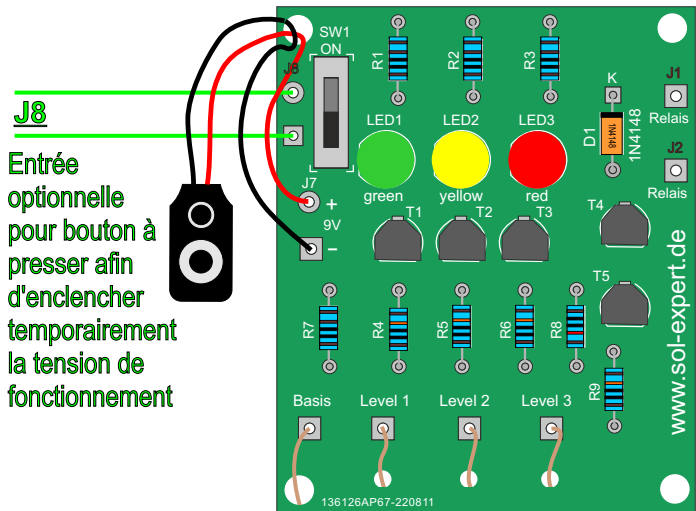 SW1
ON
R1
R2
R3
J6
J8
K
J1
Relais
D1
1N4148
1N4148
LED1
LED2
LED3
J2
Relais
green
yellow
red
J7
+
9V
−
T1
T2
T3
T4
T5
Entrée
optionnelle
pour bouton à
presser afin
d'enclencher
temporairement
la tension de
fonctionnement
R7
R4
R5
R6
R8
R9
www.sol-expert.de
Basis
Level 1
Level 2
Level 3
136126AP67-220811